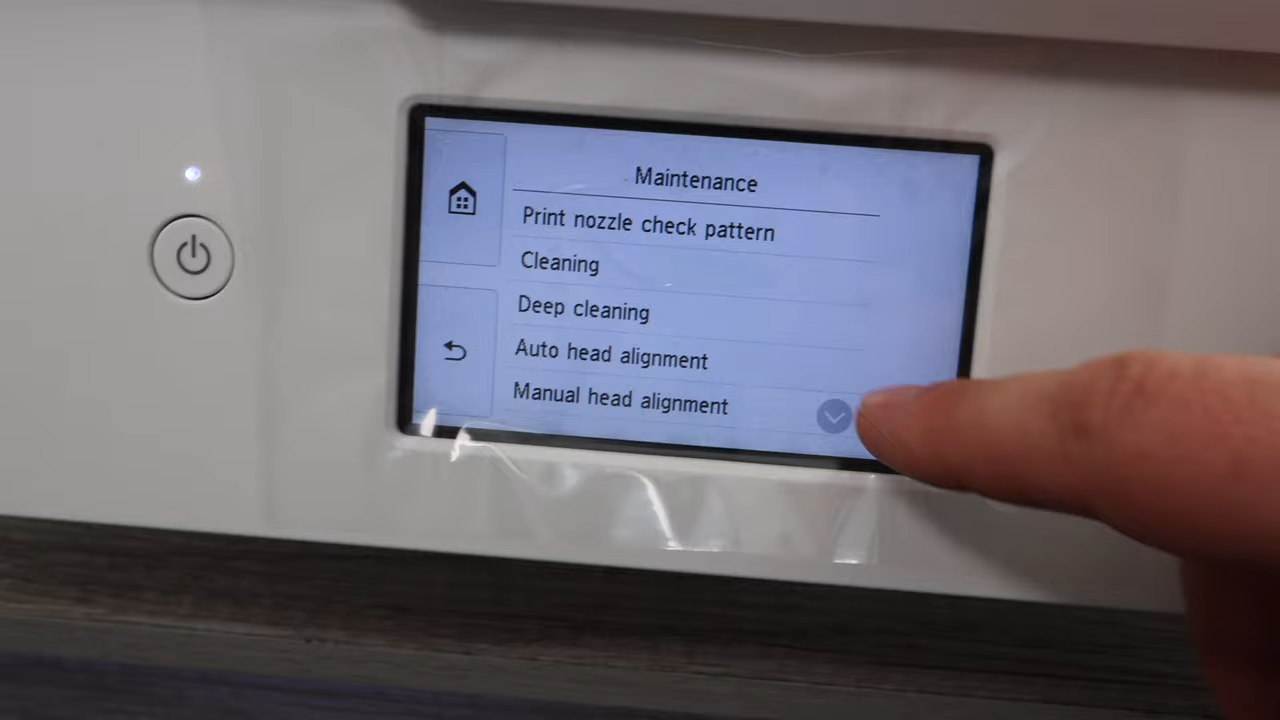 Maintenance
Print nozzle check pattern
Cleaning
Deep cleaning
Auto head alignment
Manual head alignment